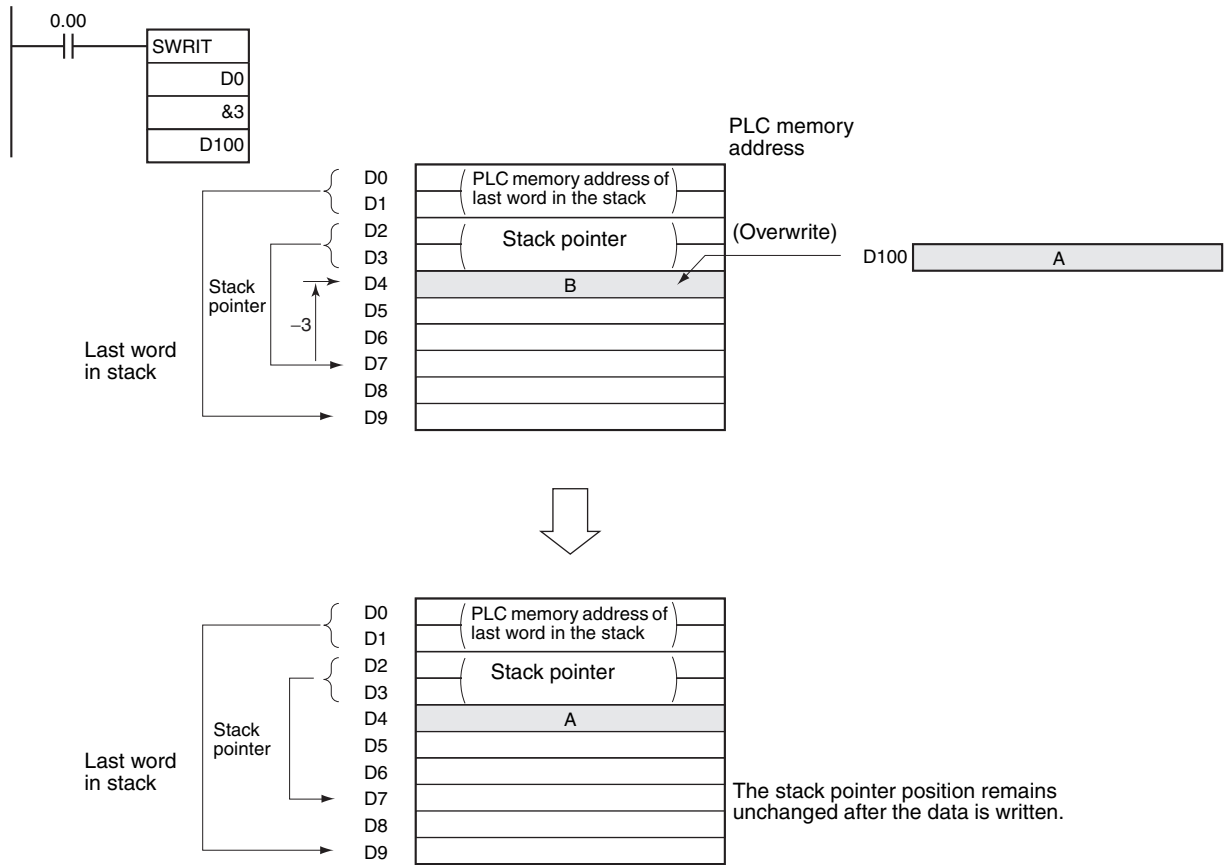 0.00
SWRIT
D0
&3
D100
PLC memory
address
D0
PLC memory address of
D1
last word in the stack
D2
Stack pointer
(Overwrite)
D3
D100
A
D4
B
Stack
pointer
D5
–3
D6
Last word
in stack
D7
D8
D9
D0
PLC memory address of
D1
last word in the stack
D2
Stack pointer
D3
D4
A
Stack
pointer
D5
Last word
in stack
D6
D7
The stack pointer position remains
unchanged after the data is written.
D8
D9